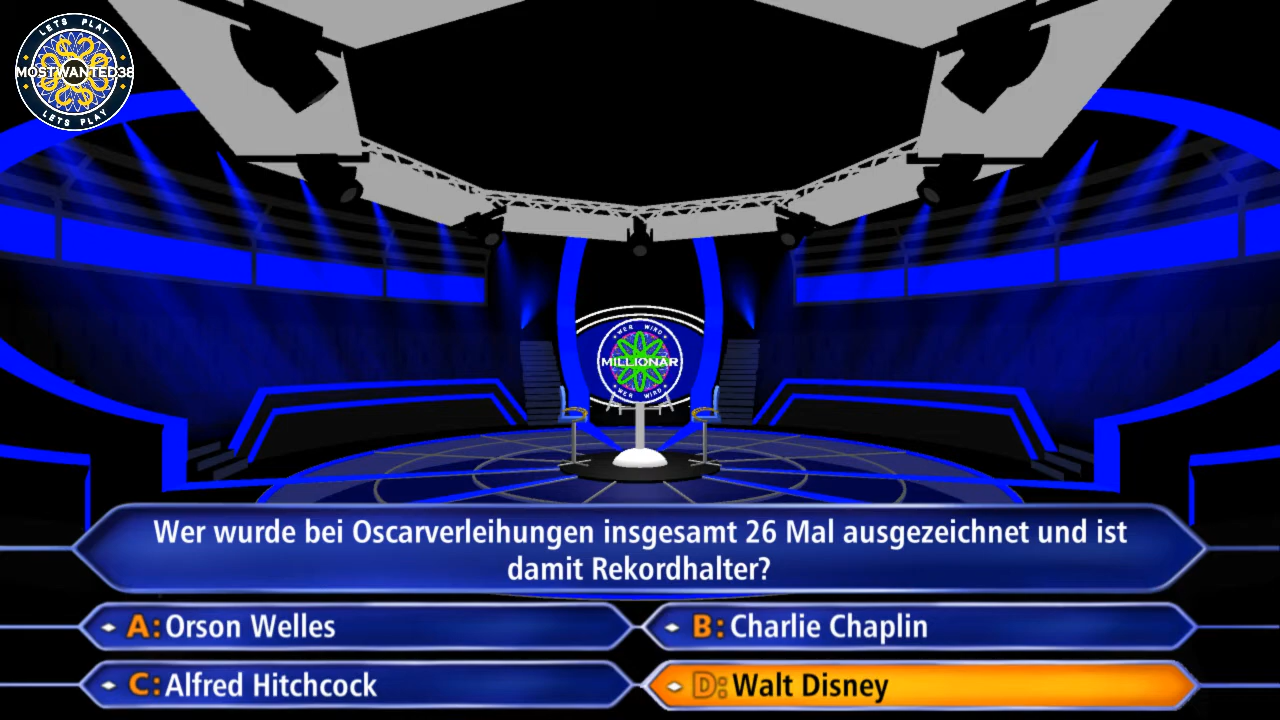 LETS PLAY
MOSTWANTED38
LETS PLAY
WER WIRD
MILLIONÄR
WER WIRD
Wer wurde bei Oscarverleihungen insgesamt 26 Mal ausgezeichnet und ist
damit Rekordhalter?
A: Orson Welles
B: Charlie Chaplin
C: Alfred Hitchcock
D: Walt Disney